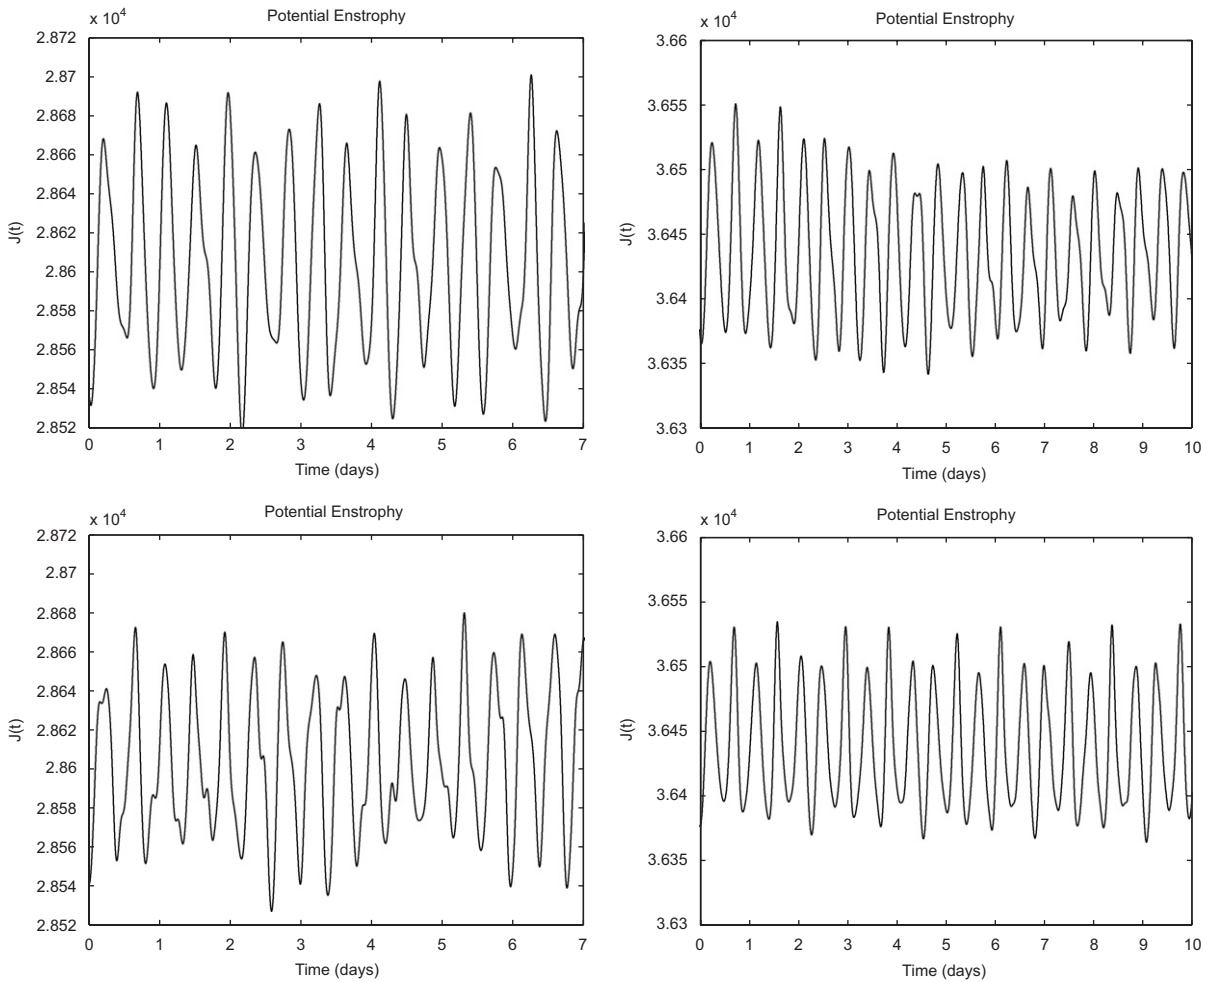 Potential Enstrophy
x 10^4
2.872
2.87
2.868
2.866
2.864
2.862
2.86
2.858
2.856
2.854
2.852
J(t)
0 1 2 3 4 5 6 7
Time (days)
Potential Enstrophy
x 10^4
3.66
3.655
3.65
3.645
3.64
3.635
3.63
J(t)
0 1 2 3 4 5 6 7 8 9 10
Time (days)
Potential Enstrophy
x 10^4
2.872
2.87
2.868
2.866
2.864
2.862
2.86
2.858
2.856
2.854
2.852
J(t)
0 1 2 3 4 5 6 7
Time (days)
Potential Enstrophy
x 10^4
3.66
3.655
3.65
3.645
3.64
3.635
3.63
J(t)
0 1 2 3 4 5 6 7 8 9 10
Time (days)